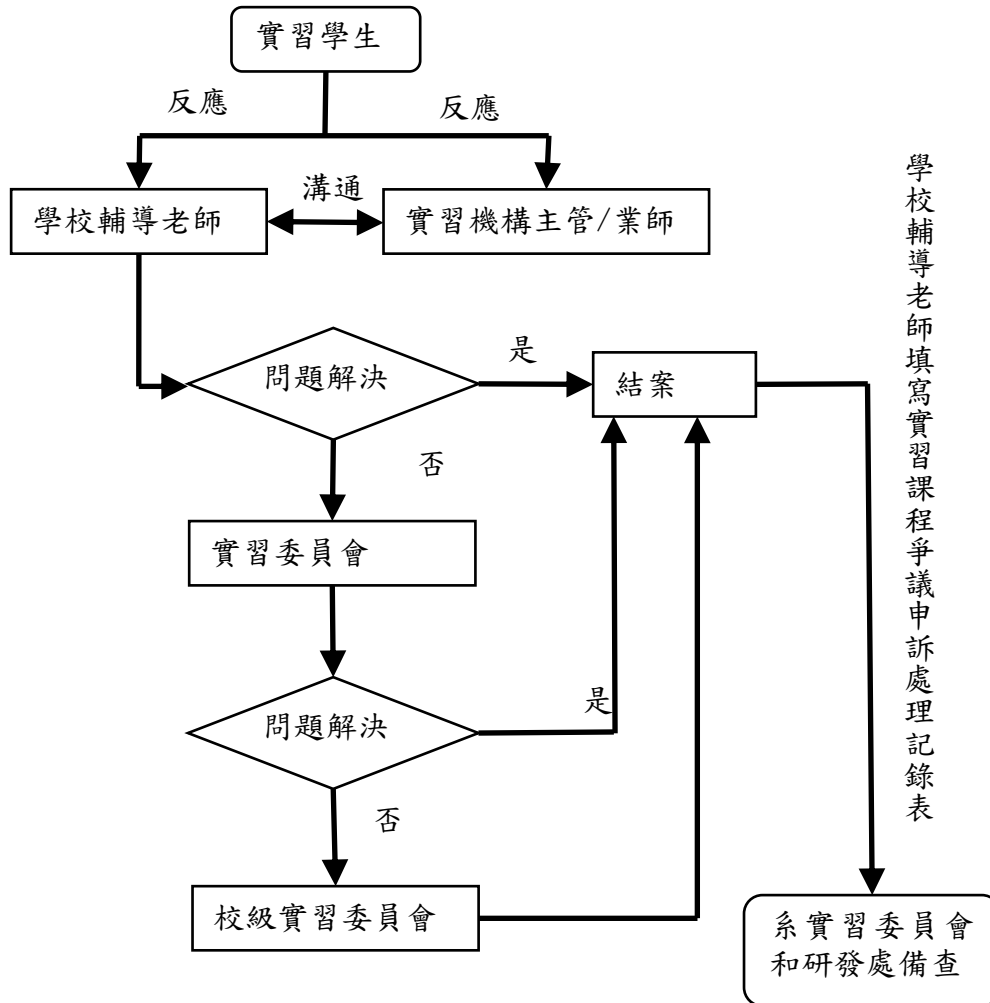 實習學生
反應
反應
學校輔導老師
溝通
實習機構主管/業師
問題解決
是
結案
否
實習委員會
問題解決
是
否
校級實習委員會
學校輔導老師填寫實習課程爭議申訴處理記錄表
系實習委員會
和研發處備查